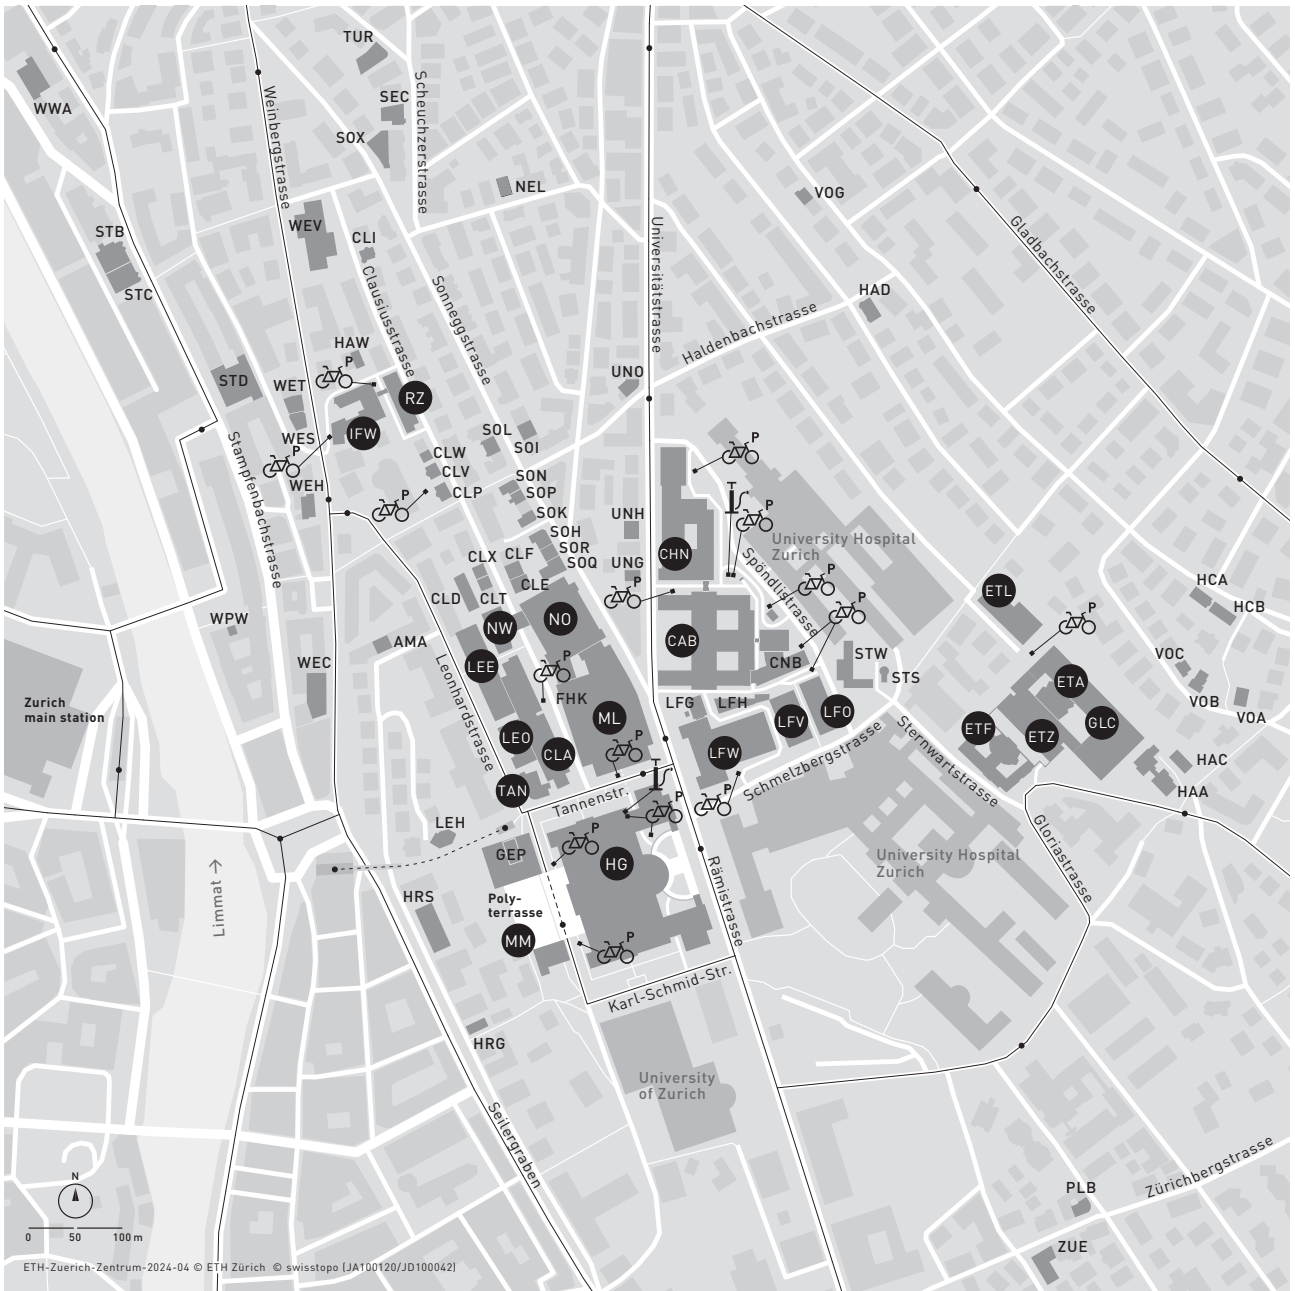 TUR
Scheuchzerstrasse
SEC
WWA
Weinbergstrasse
SOX
NEL
VOG
WEV
Universitätstrasse
Gladbachstrasse
STB
CLI
STC
Clausiusstrasse
Sonneggstrasse
HAD
Haldenbachstrasse
HAW
P
UNO
STD
WET
RZ
IFW
SOL
WES
P
SOI
CLW
P
Stampfenbachstrasse
CLV
SON
WEH
P
CLP
SOP
T
SOK
UNH
P
SOH
University Hospital
Zurich
CHN
SOR
CLX
CLF
SOQ
UNG
Spöndlistrasse
CLE
P
P
ETL
HCA
CLD
CLT
P
P
HCB
WPW
NW
NO
CAB
AMA
VOC
STW
WEC
LEE
P
CNB
STS
ETA
Leonhardstrasse
FHK
LFG
LFH
VOB
Zurich
main station
ML
LFV
LFO
VOA
LEO
ETF
ETZ
GLC
CLA
P
LFW
Sternwartstrasse
HAC
TAN
T
Schmelzbergstrasse
HAA
Tannenstr.
P
P
LEH
P
Gloriastrasse
GEP
HG
University Hospital
Zurich
Limmat →
HRS
Poly-
terrasse
Rämistrasse
MM
P
Karl-Schmid-Str.
HRG
University
of Zurich
Seilergraben
Zürichbergstrasse
N
PLB
0 50 100 m
ZUE
ETH-Zuerich-Zentrum-2024-04 © ETH Zürich © swisstopo (JA100120/JD100042)